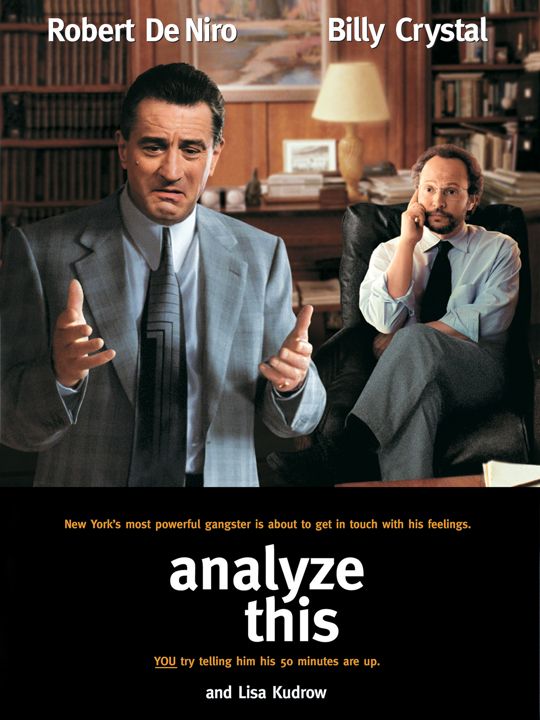 Robert De Niro Billy Crystal
New York's most powerful gangster is about to get in touch with his feelings.
analyze
this
YOU try telling him his 50 minutes are up.
and Lisa Kudrow